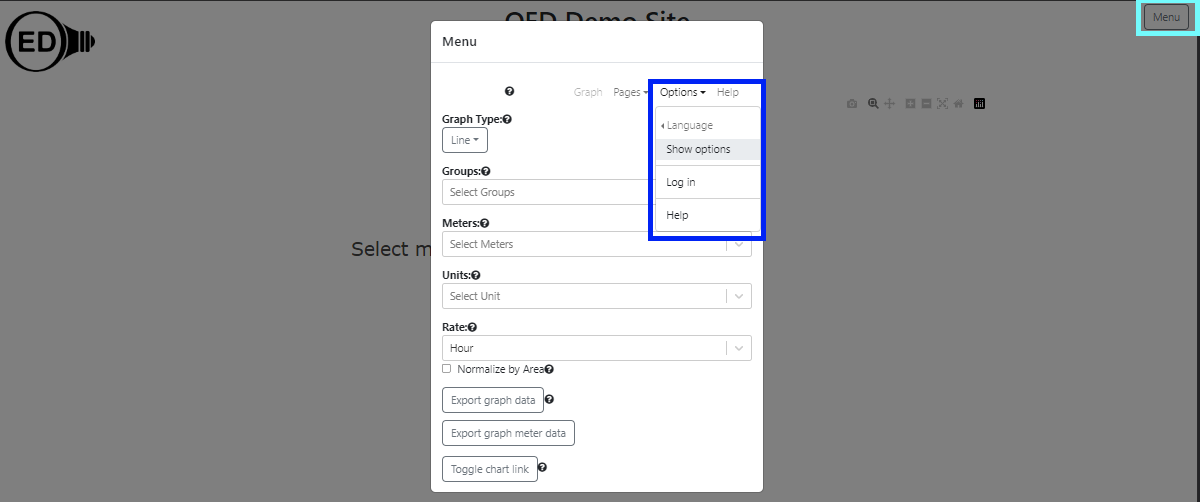 OED Demo Site
Menu
ED
Menu
Graph Pages Options Help
Language
Show options
Log in
Help
Graph Type:
Line
Groups:
Select Groups
Meters:
Select Meters
Select m
Units:
Select Unit
Rate:
Hour
Normalize by Area
Export graph data
Export graph meter data
Toggle chart link